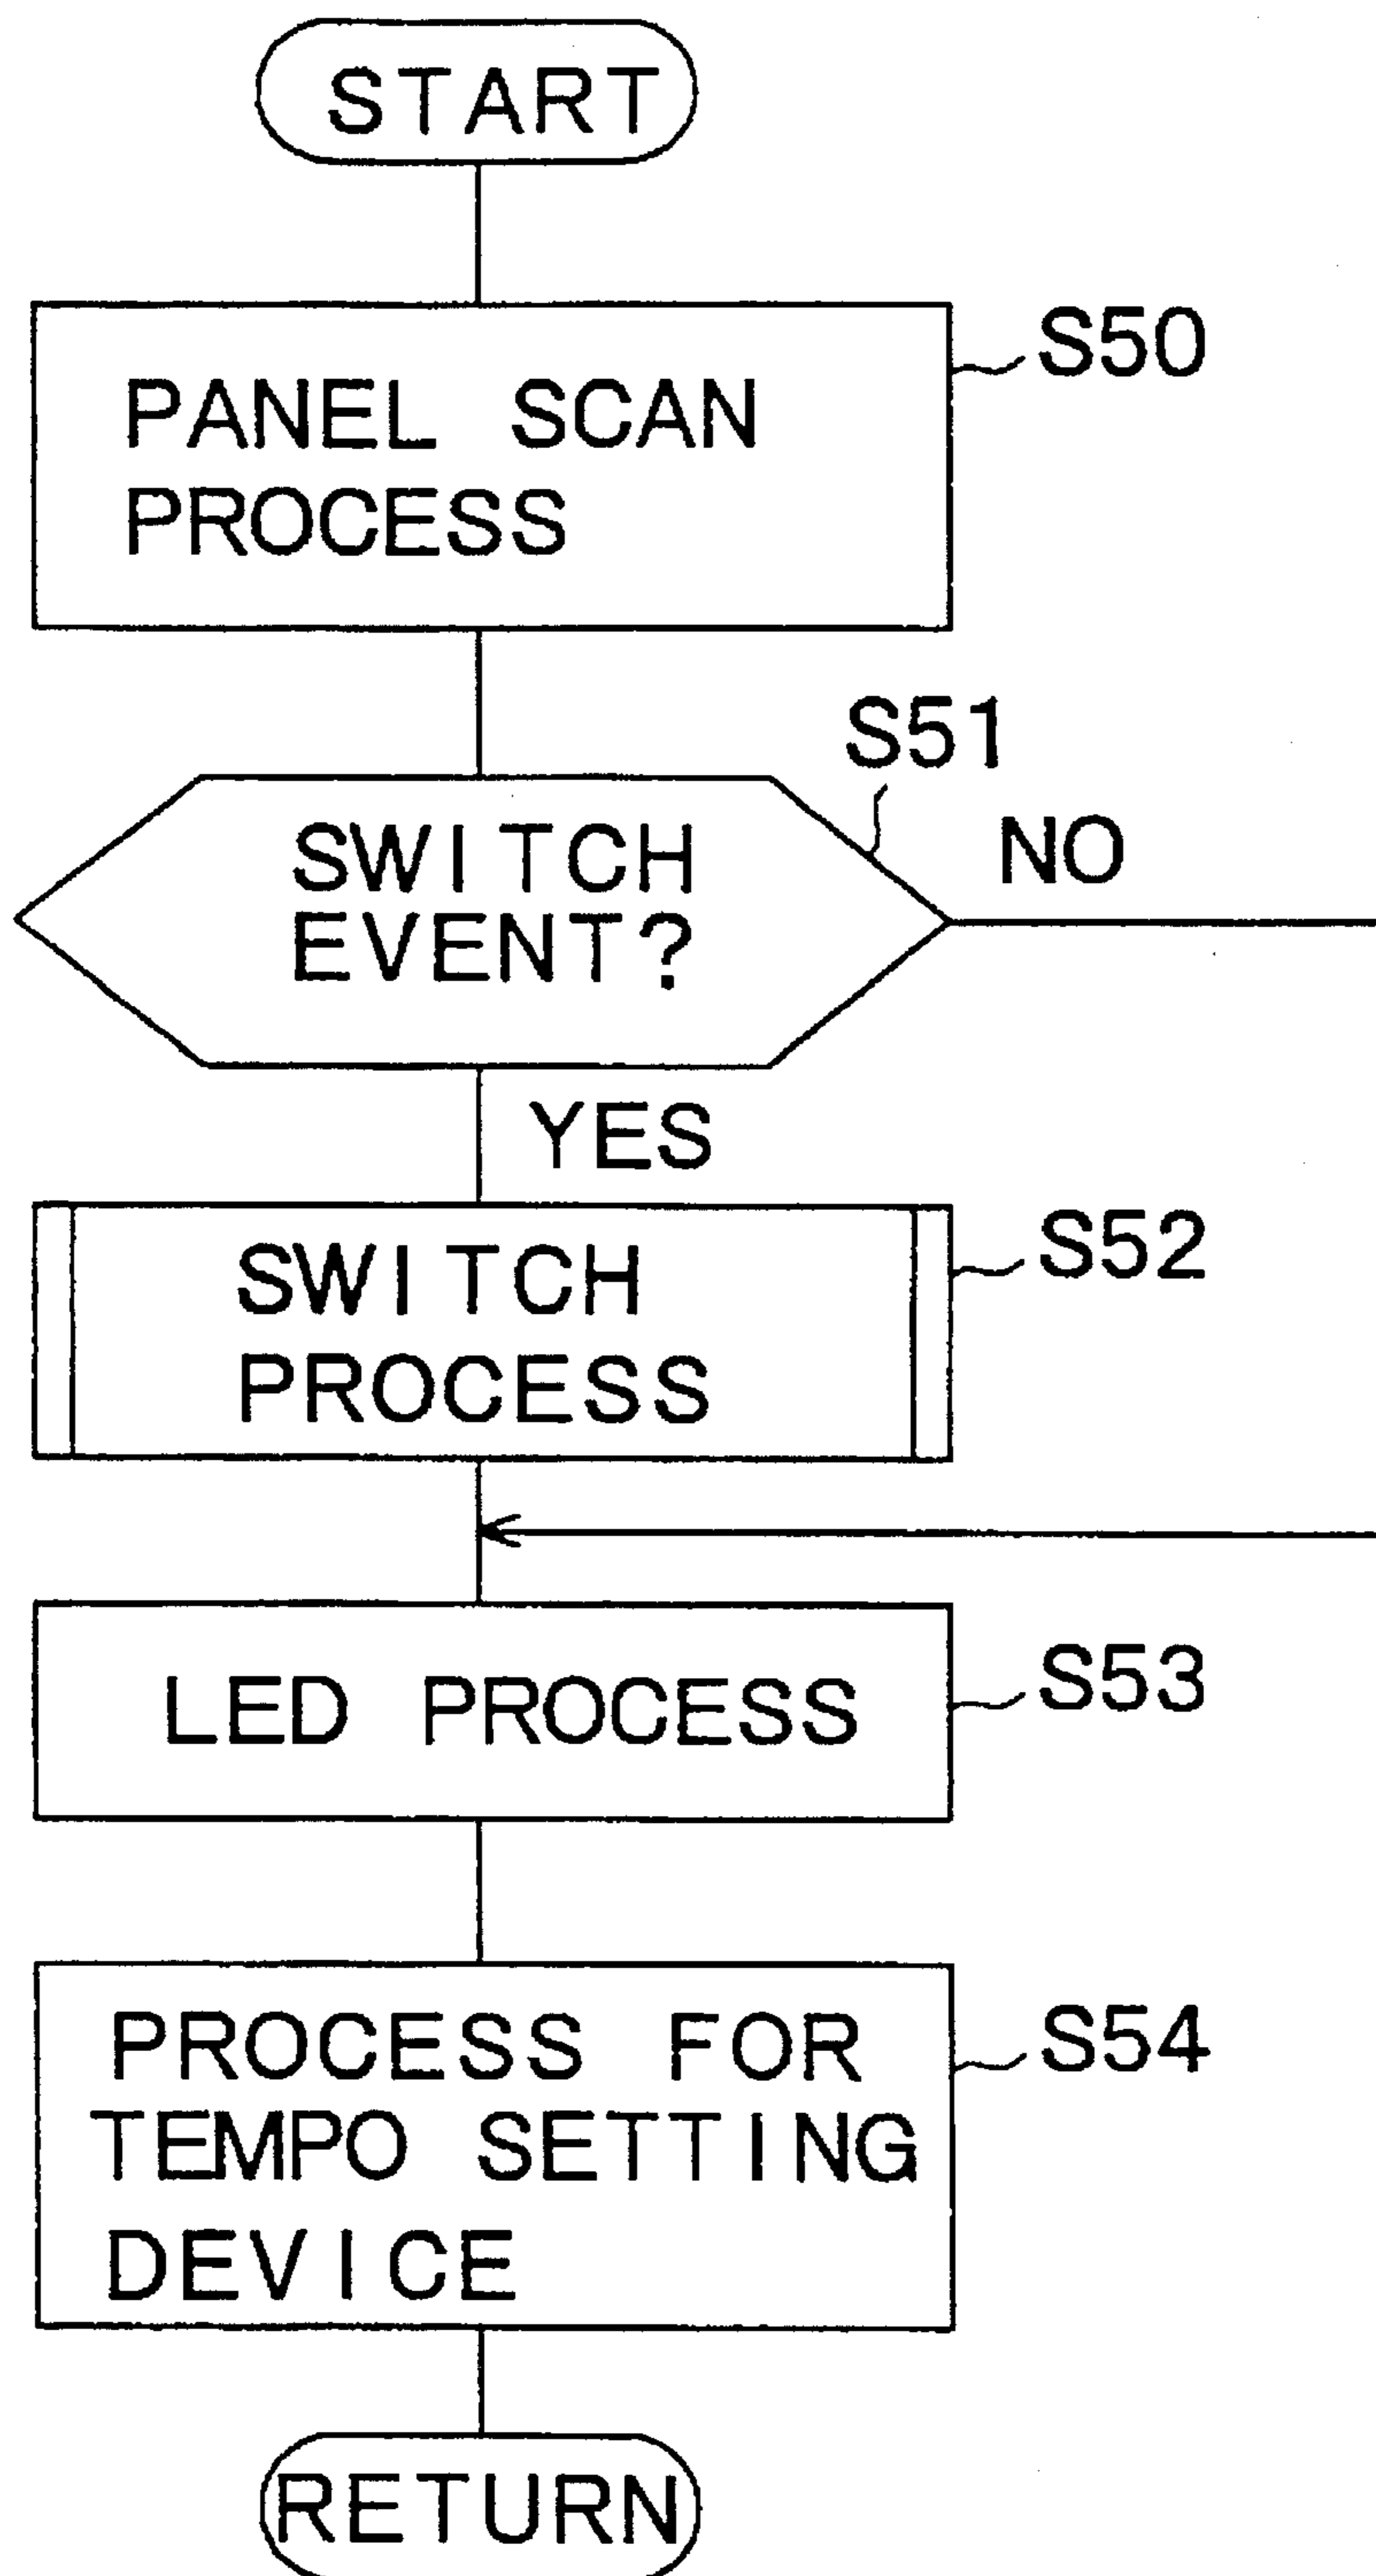 START
PANEL SCAN
PROCESS
S50
S51
SWITCH
EVENT?
NO
YES
SWITCH
PROCESS
S52
LED PROCESS
S53
PROCESS FOR
TEMPO SETTING
DEVICE
S54
RETURN